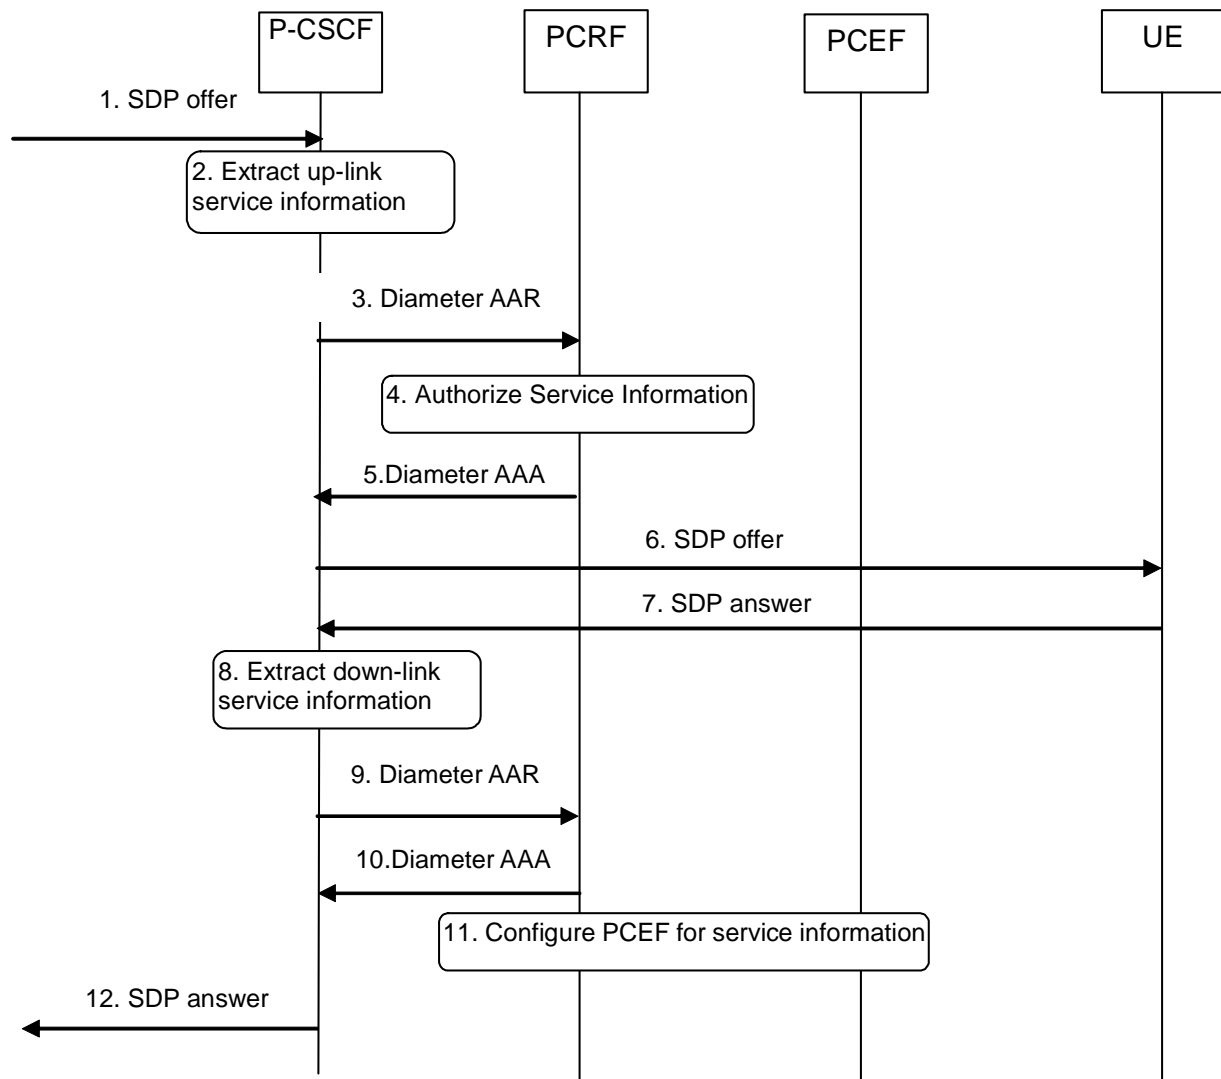 P-CSCF
PCRF
PCEF
UE
1. SDP offer
2. Extract up-link
service information
3. Diameter AAR
4. Authorize Service Information
5.Diameter AAA
6. SDP offer
7. SDP answer
8. Extract down-link
service information
9. Diameter AAR
10.Diameter AAA
11. Configure PCEF for service information
12. SDP answer